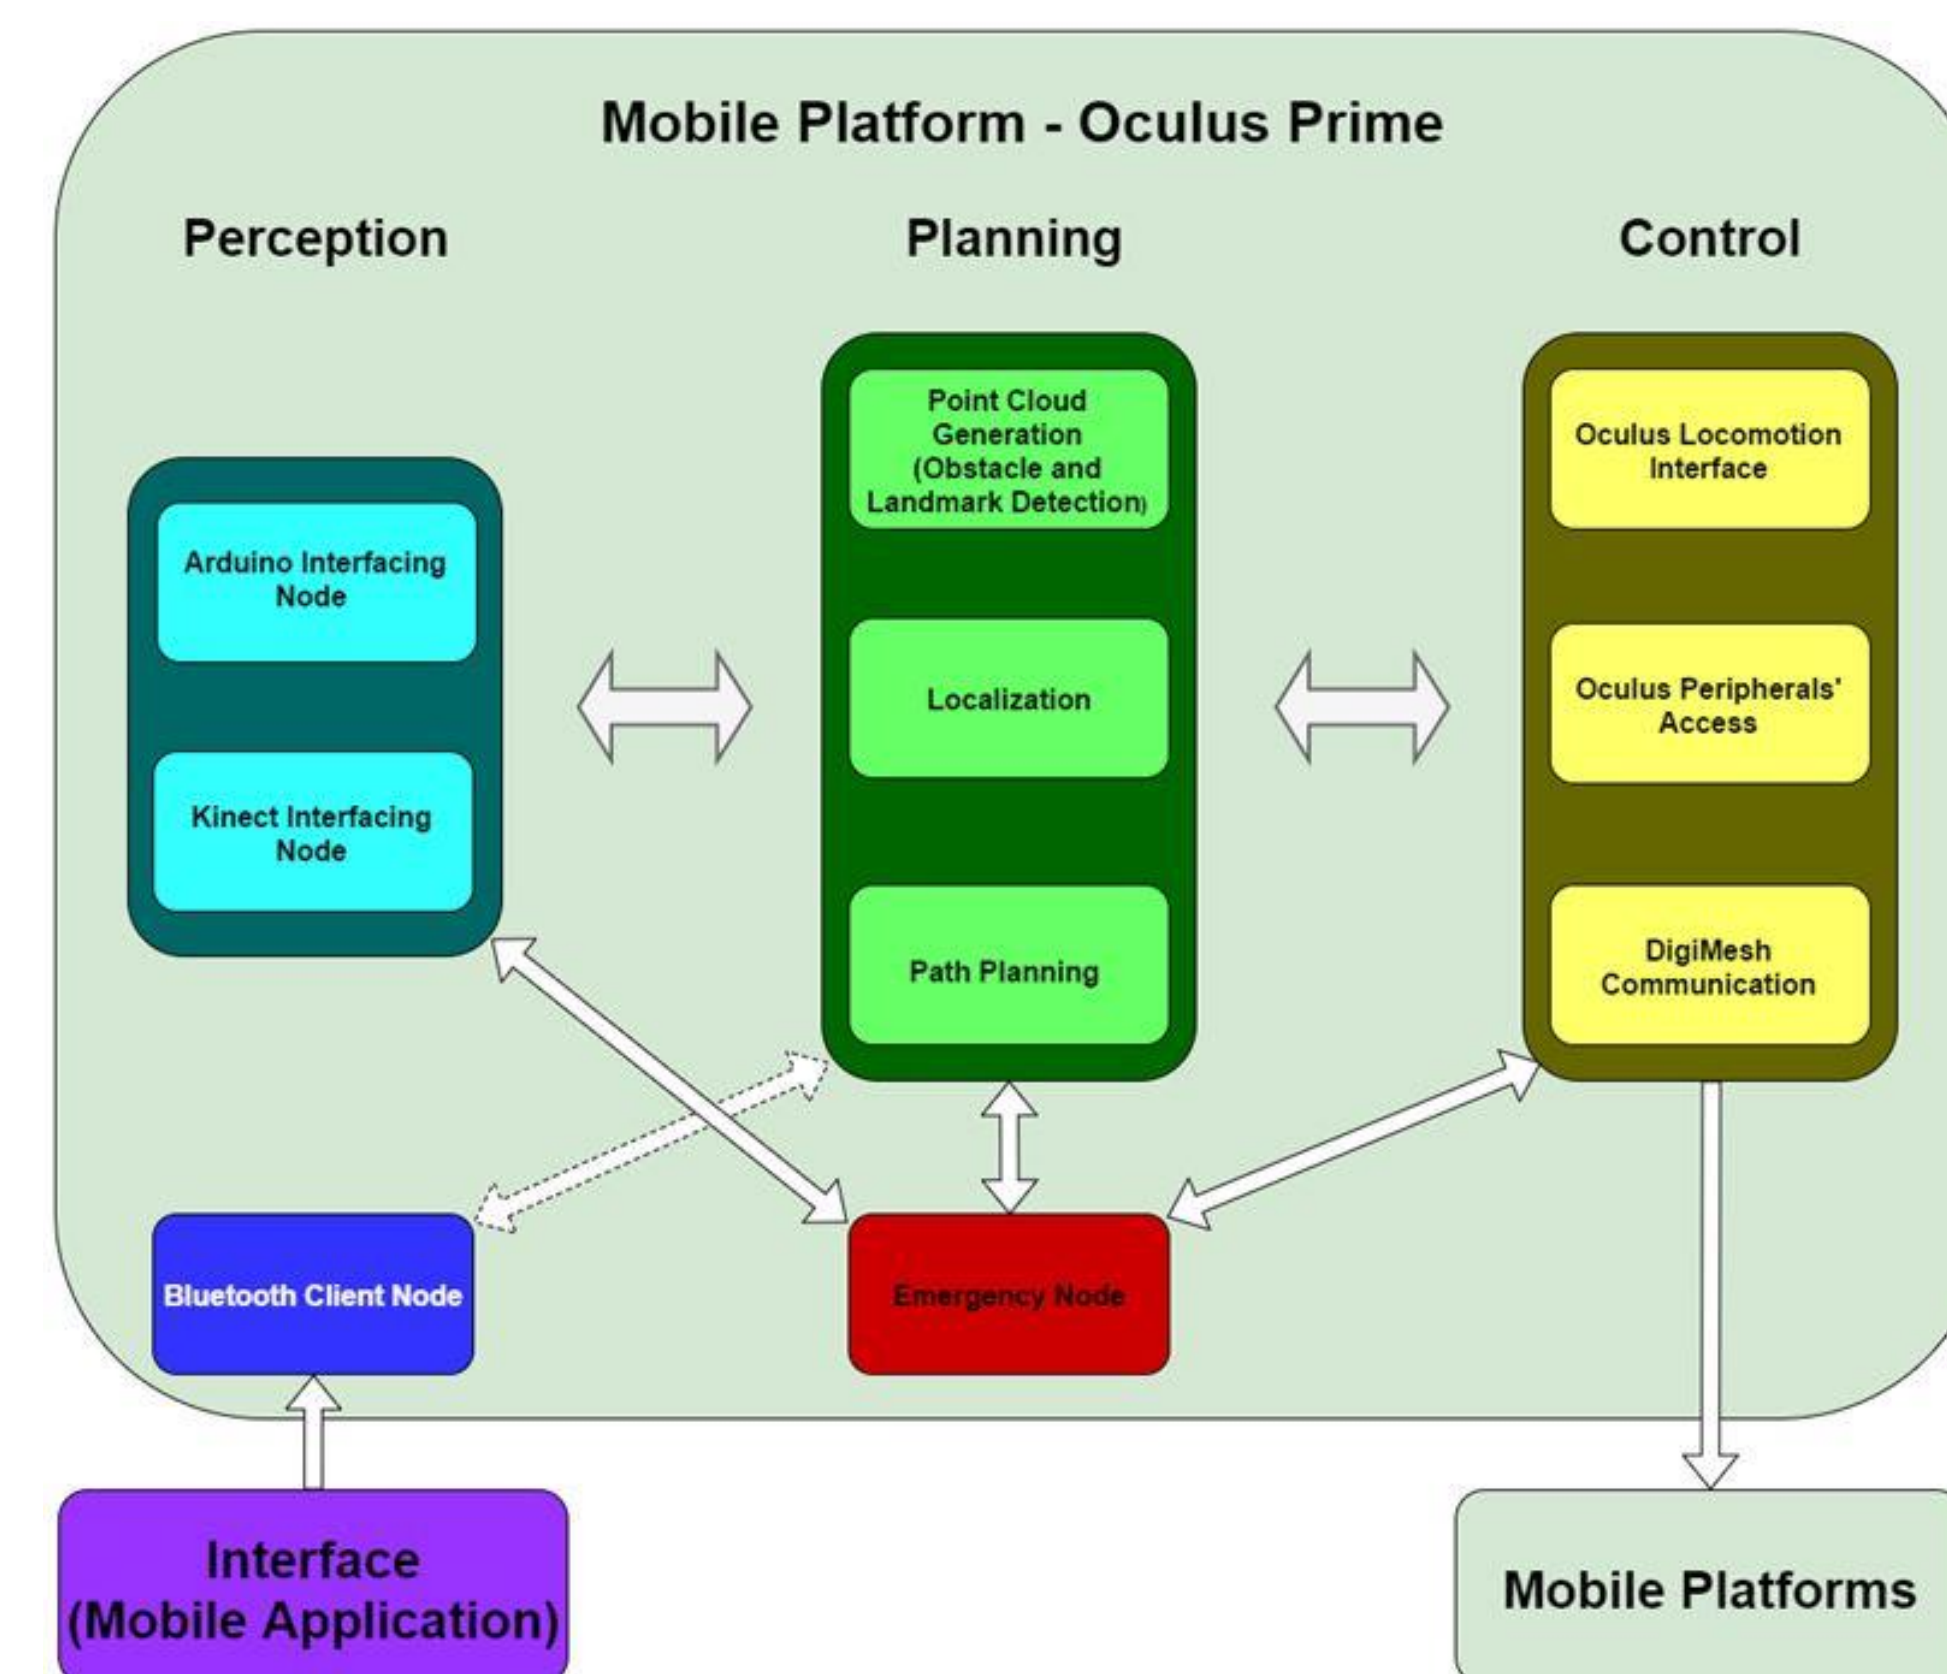 Mobile Platform - Oculus Prime
Perception
Planning
Control
Arduino Interfacing
Node
Kinect Interfacing
Node
Point Cloud
Generation
(Obstacle and
Landmark Detection)
Localization
Path Planning
Oculus Locomotion
Interface
Oculus Peripherals'
Access
DigiMesh
Communication
Bluetooth Client Node
Emergency Node
Interface
(Mobile Application)
Mobile Platforms